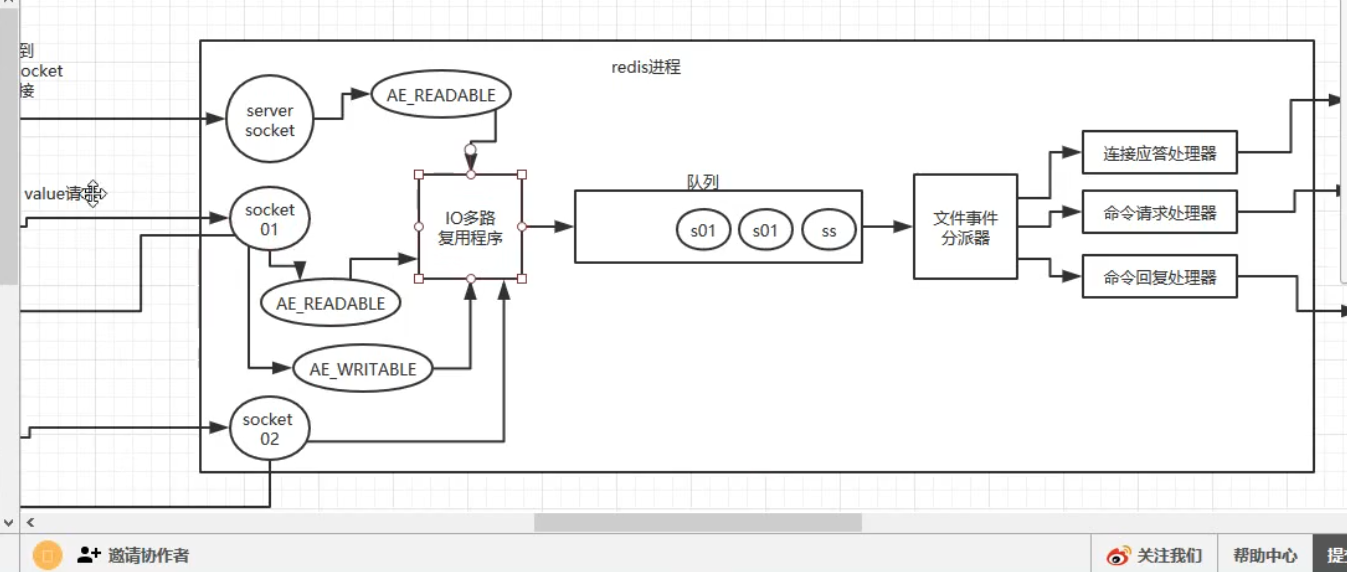 到
ocket
接
redis进程
server
socket
AE_READABLE
value请
socket
01
IO多路
复用程序
队列
s01
s01
ss
文件事件
分派器
连接应答处理器
命令请求处理器
命令回复处理器
AE_READABLE
AE_WRITABLE
socket
02
邀请协作者
关注我们
帮助中心